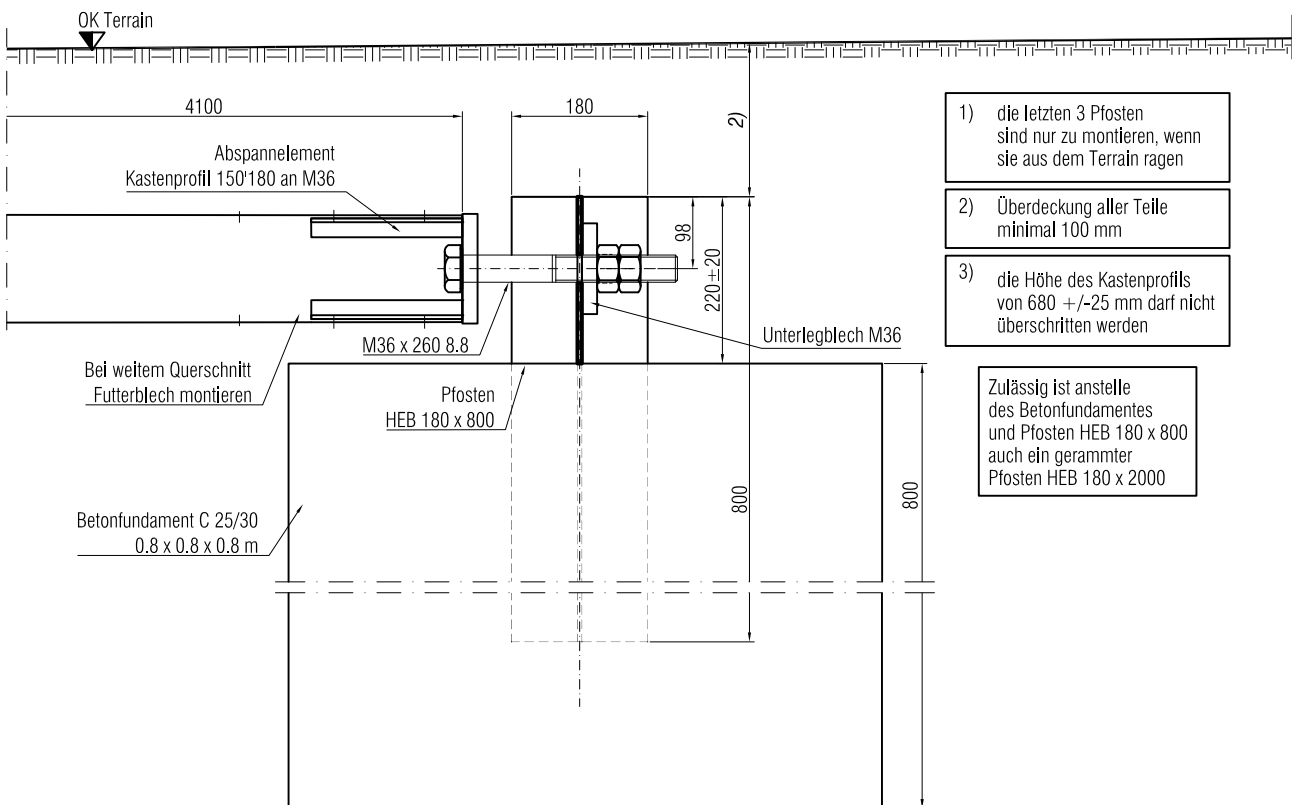 OK Terrain
4100
180
2)
Abspannelement
Kastenprofil 150'180 an M36
98
220±20
M36 x 260 8.8
Unterlegblech M36
Bei weitem Querschnitt
Futterblech montieren
Pfosten
HEB 180 x 800
800
800
Betonfundament C 25/30
0.8 x 0.8 x 0.8 m
1) die letzten 3 Pfosten
sind nur zu montieren, wenn
sie aus dem Terrain ragen
2) Überdeckung aller Teile
minimal 100 mm
3) die Höhe des Kastenprofils
von 680 +/-25 mm darf nicht
überschritten werden
Zulässig ist anstelle
des Betonfundamentes
und Pfosten HEB 180 x 800
auch ein gerammter
Pfosten HEB 180 x 2000